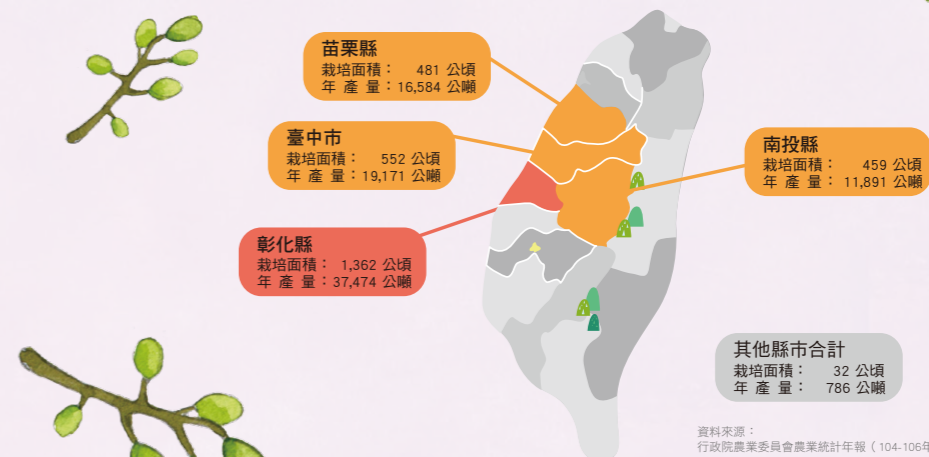 苗栗縣
栽培面積： 481 公頃
年 產 量：16,584 公噸
臺中市
栽培面積： 552 公頃
年 產 量：19,171 公噸
南投縣
栽培面積： 459 公頃
年 產 量： 11,891 公噸
彰化縣
栽培面積： 1,362 公頃
年 產 量：37,474 公噸
其他縣市合計
栽培面積： 32 公頃
年 產 量： 786 公噸
資料來源：
行政院農業委員會農業統計年報（104-106年